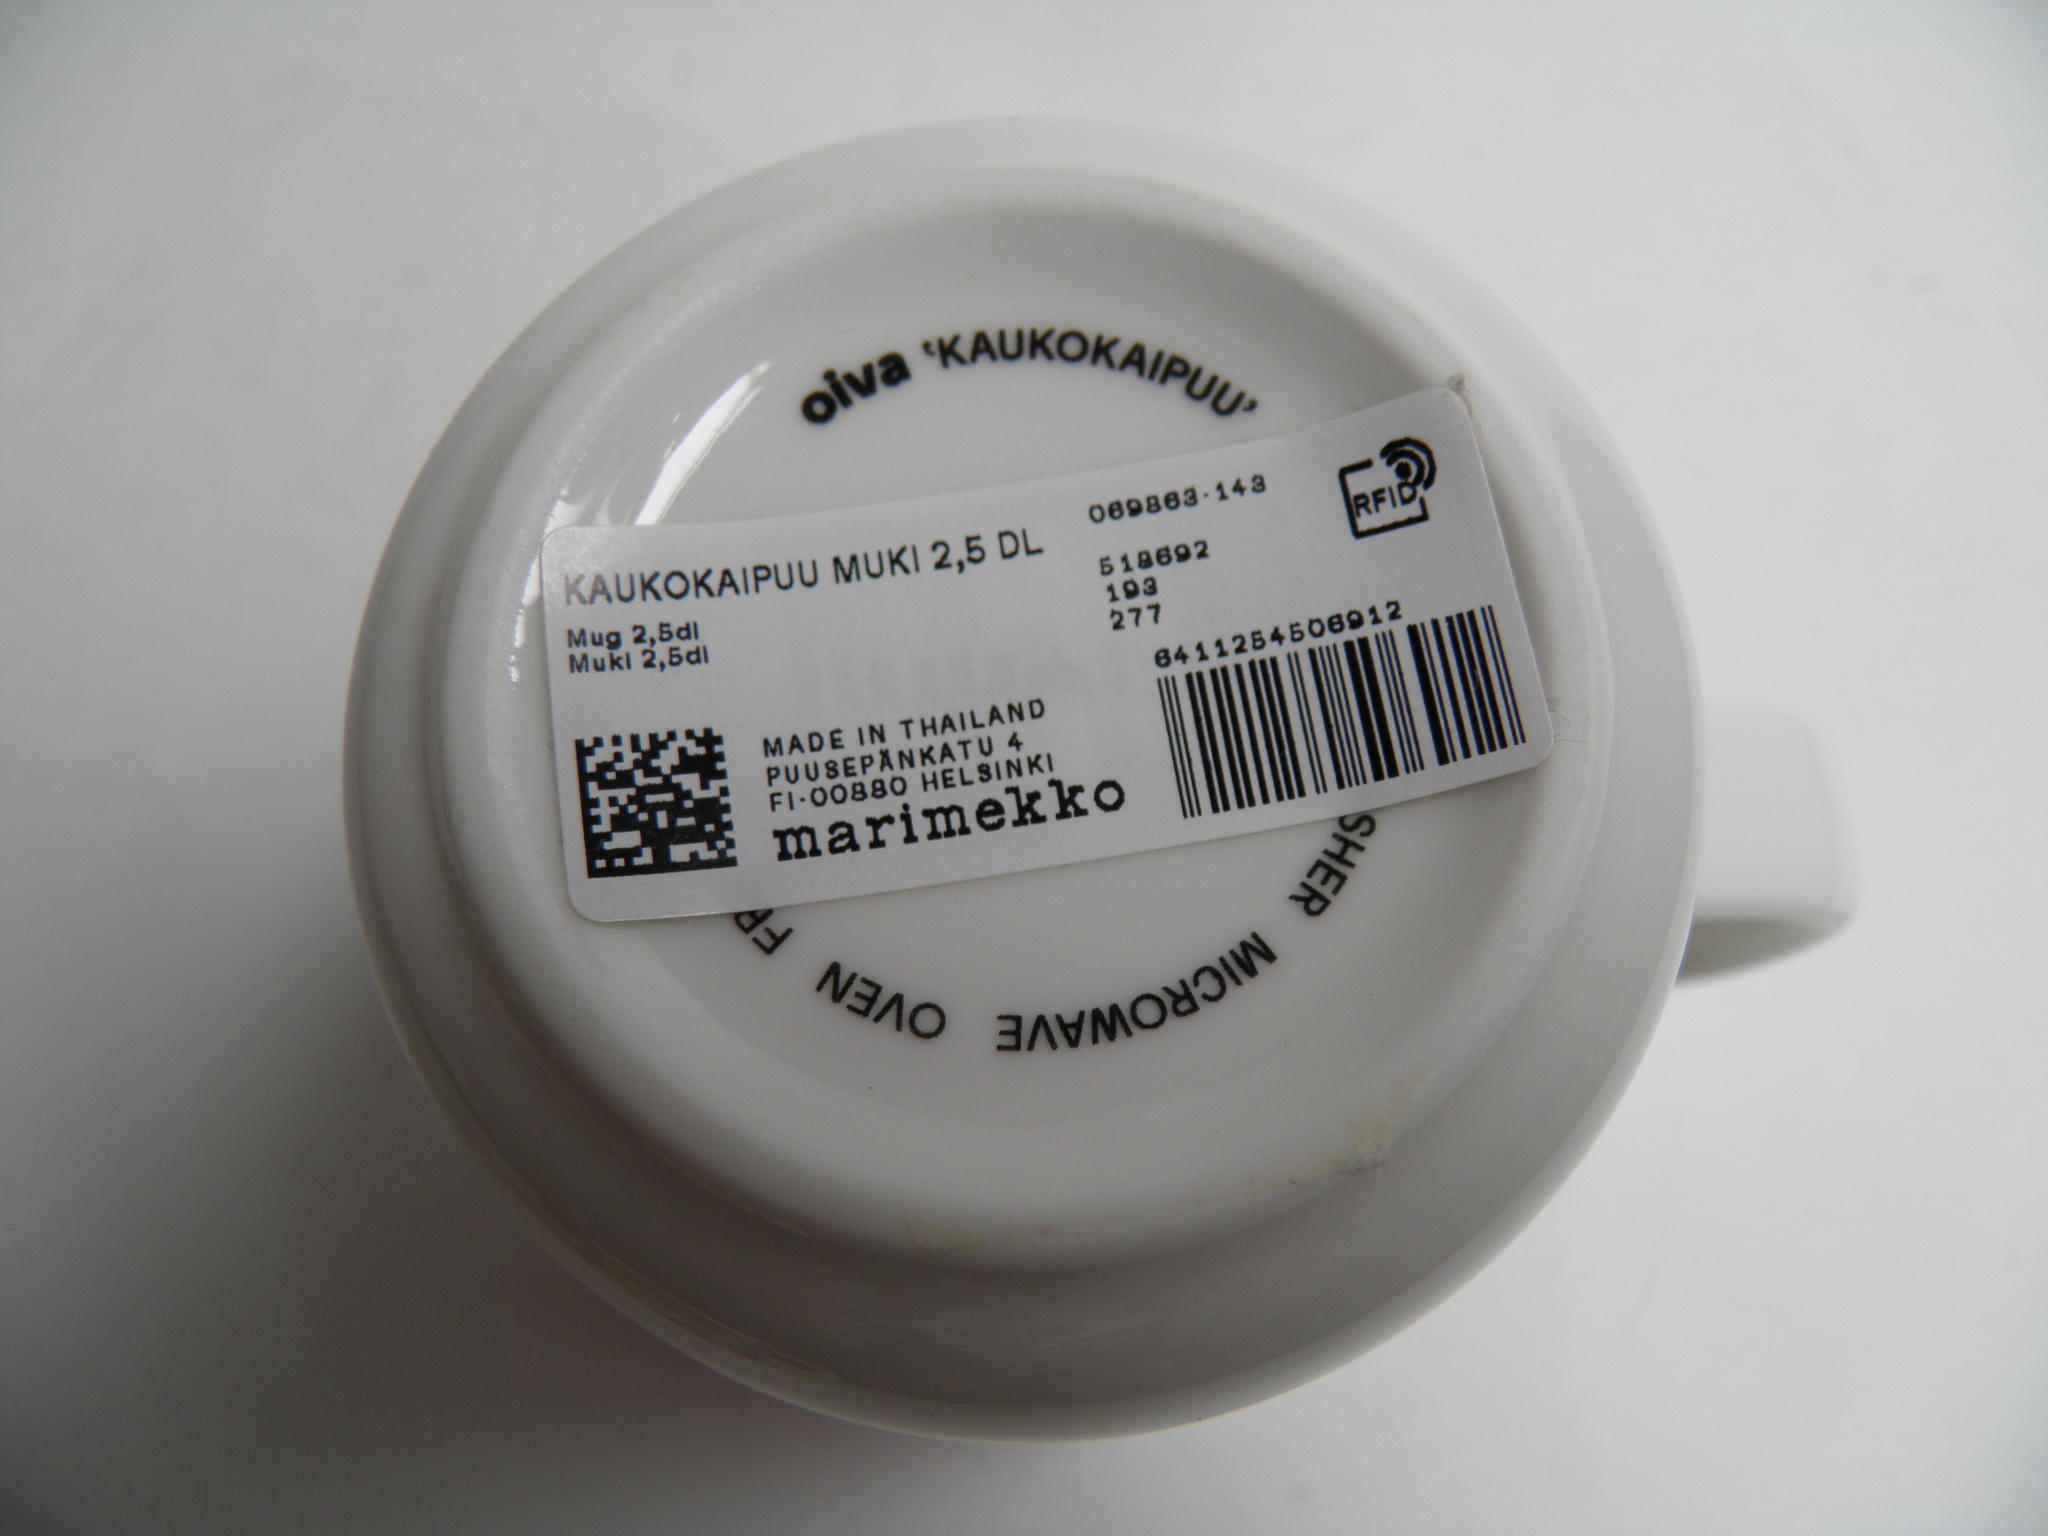 oiva ‘KAUKOKAIPUU’
KAUKOKAIPUU MUKI 2,5 DL
069863-143
RFID
Mug 2,5dl
Muki 2,5dl
518692
193
277
6411254506912
MADE IN THAILAND
PUUSEPÄNKATU 4
FI-00880 HELSINKI
marimekko
SHER MICROWAVE OVEN